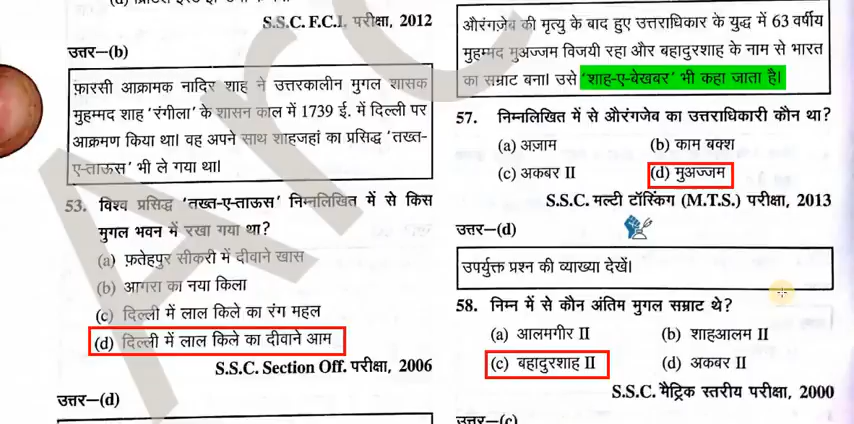 S.S.C. F.C.I. परीक्षा, 2012
उत्तर—(b)
फ़ारसी आक्रामक नादिर शाह ने उत्तरकालीन मुगल शासक
मुहम्मद शाह ‘रंगीला’ के शासन काल में 1739 ई. में दिल्ली पर
आक्रमण किया था। वह अपने साथ शाहजहां का प्रसिद्ध ‘तख्त-
ए-ताऊस’ भी ले गया था।
53. विश्व प्रसिद्ध ‘तख्त-ए-ताऊस’ निम्नलिखित में से किस
मुगल भवन में रखा गया था?
(a) फ़तेहपुर सीकरी में दीवाने खास
(b) आगरा का नया किला
(c) दिल्ली में लाल किले का रंग महल
(d) दिल्ली में लाल किले का दीवाने आम
S.S.C. Section Off. परीक्षा, 2006
उत्तर—(d)
औरंगज़ेब की मृत्यु के बाद हुए उत्तराधिकार के युद्ध में 63 वर्षीय
मुहम्मद मुअज्जम विजयी रहा और बहादुरशाह के नाम से भारत
का सम्राट बना। उसे ‘शाह-ए-बेखबर’ भी कहा जाता है।
57. निम्नलिखित में से औरंगजेब का उत्तराधिकारी कौन था?
(a) अज़ाम (b) काम बक्श
(c) अकबर II (d) मुअज्जम
S.S.C. मल्टी टॉस्किंग (M.T.S.) परीक्षा, 2013
उत्तर—(d)
उपर्युक्त प्रश्न की व्याख्या देखें।
58. निम्न में से कौन अंतिम मुगल सम्राट थे?
(a) आलमगीर II (b) शाहआलम II
(c) बहादुरशाह II (d) अकबर II
S.S.C. मैट्रिक स्तरीय परीक्षा, 2000
उत्तर—(c)